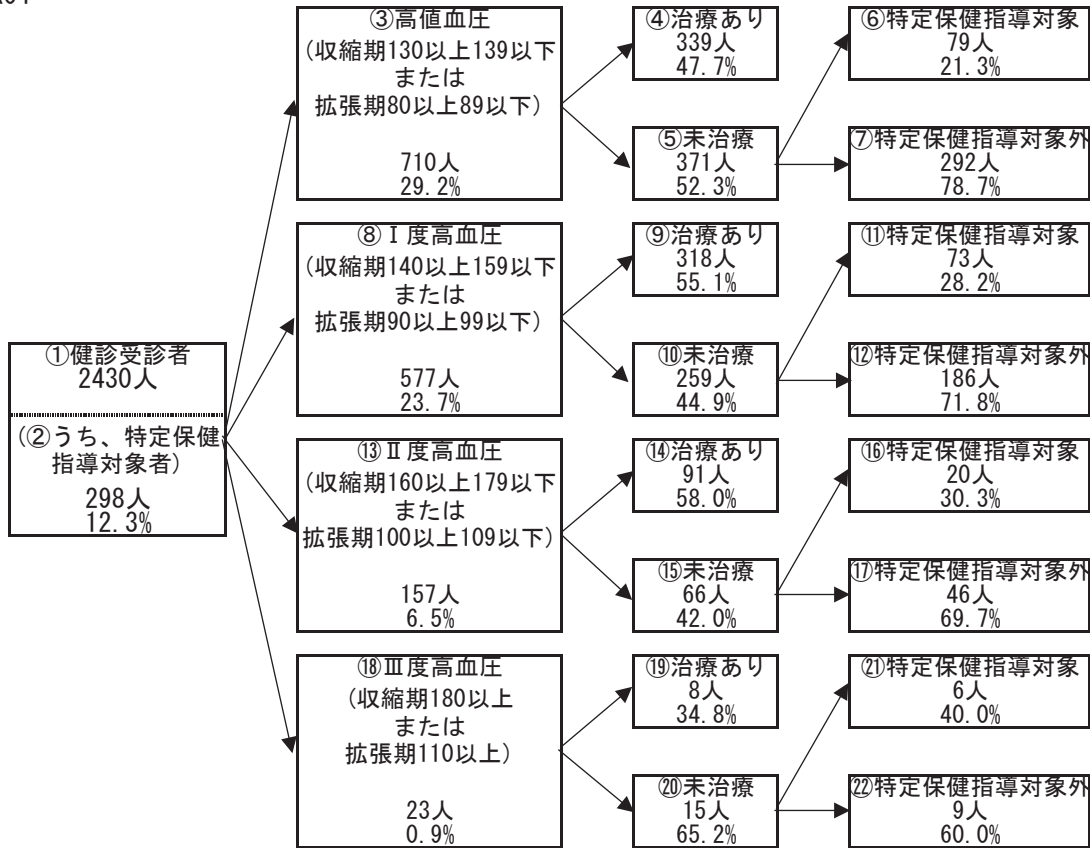 ①健診受診者
2430人
(②うち、特定保健
指導対象者)
298人
12.3%
③高値血圧
(収縮期130以上139以下
または
拡張期80以上89以下)
710人
29.2%
④治療あり
339人
47.7%
⑤未治療
371人
52.3%
⑥特定保健指導対象
79人
21.3%
⑦特定保健指導対象外
292人
78.7%
⑧Ⅰ度高血圧
(収縮期140以上159以下
または
拡張期90以上99以下)
577人
23.7%
⑨治療あり
318人
55.1%
⑩未治療
259人
44.9%
⑪特定保健指導対象
73人
28.2%
⑫特定保健指導対象外
186人
71.8%
⑬Ⅱ度高血圧
(収縮期160以上179以下
または
拡張期100以上109以下)
157人
6.5%
⑭治療あり
91人
58.0%
⑮未治療
66人
42.0%
⑯特定保健指導対象
20人
30.3%
⑰特定保健指導対象外
46人
69.7%
⑱Ⅲ度高血圧
(収縮期180以上
または
拡張期110以上)
23人
0.9%
⑲治療あり
8人
34.8%
⑳未治療
15人
65.2%
㉑特定保健指導対象
6人
40.0%
㉒特定保健指導対象外
9人
60.0%